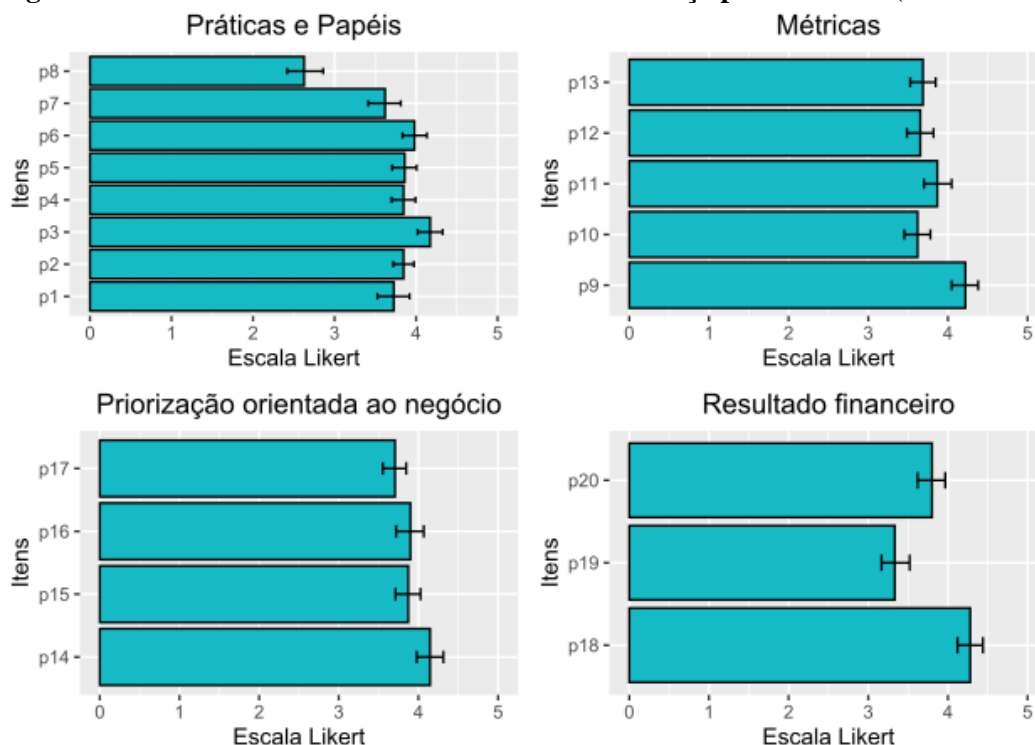 Práticas e Papéis
p8
p7
p6
p5
p4
p3
p2
p1
Itens
0 1 2 3 4 5
Escala Likert
Métricas
p13
p12
p11
p10
p9
Itens
0 1 2 3 4 5
Escala Likert
Priorização orientada ao negócio
p17
p16
p15
p14
Itens
0 1 2 3 4 5
Escala Likert
Resultado financeiro
p20
p19
p18
Itens
0 1 2 3 4 5
Escala Likert